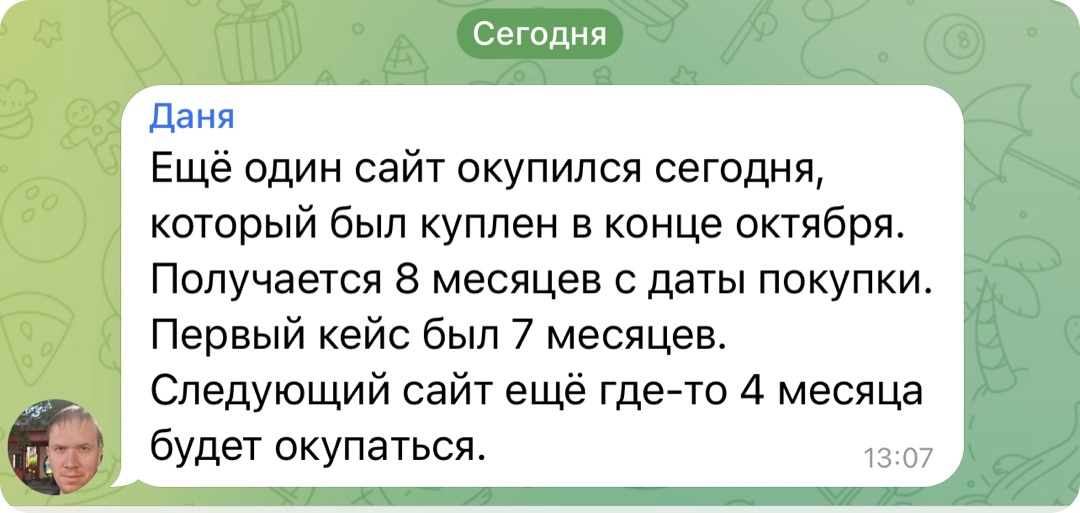 Сегодня
Даня
Ещё один сайт окупился сегодня,
который был куплен в конце октября.
Получается 8 месяцев с даты покупки.
Первый кейс был 7 месяцев.
Следующий сайт ещё где-то 4 месяца
будет окупаться.
13:07